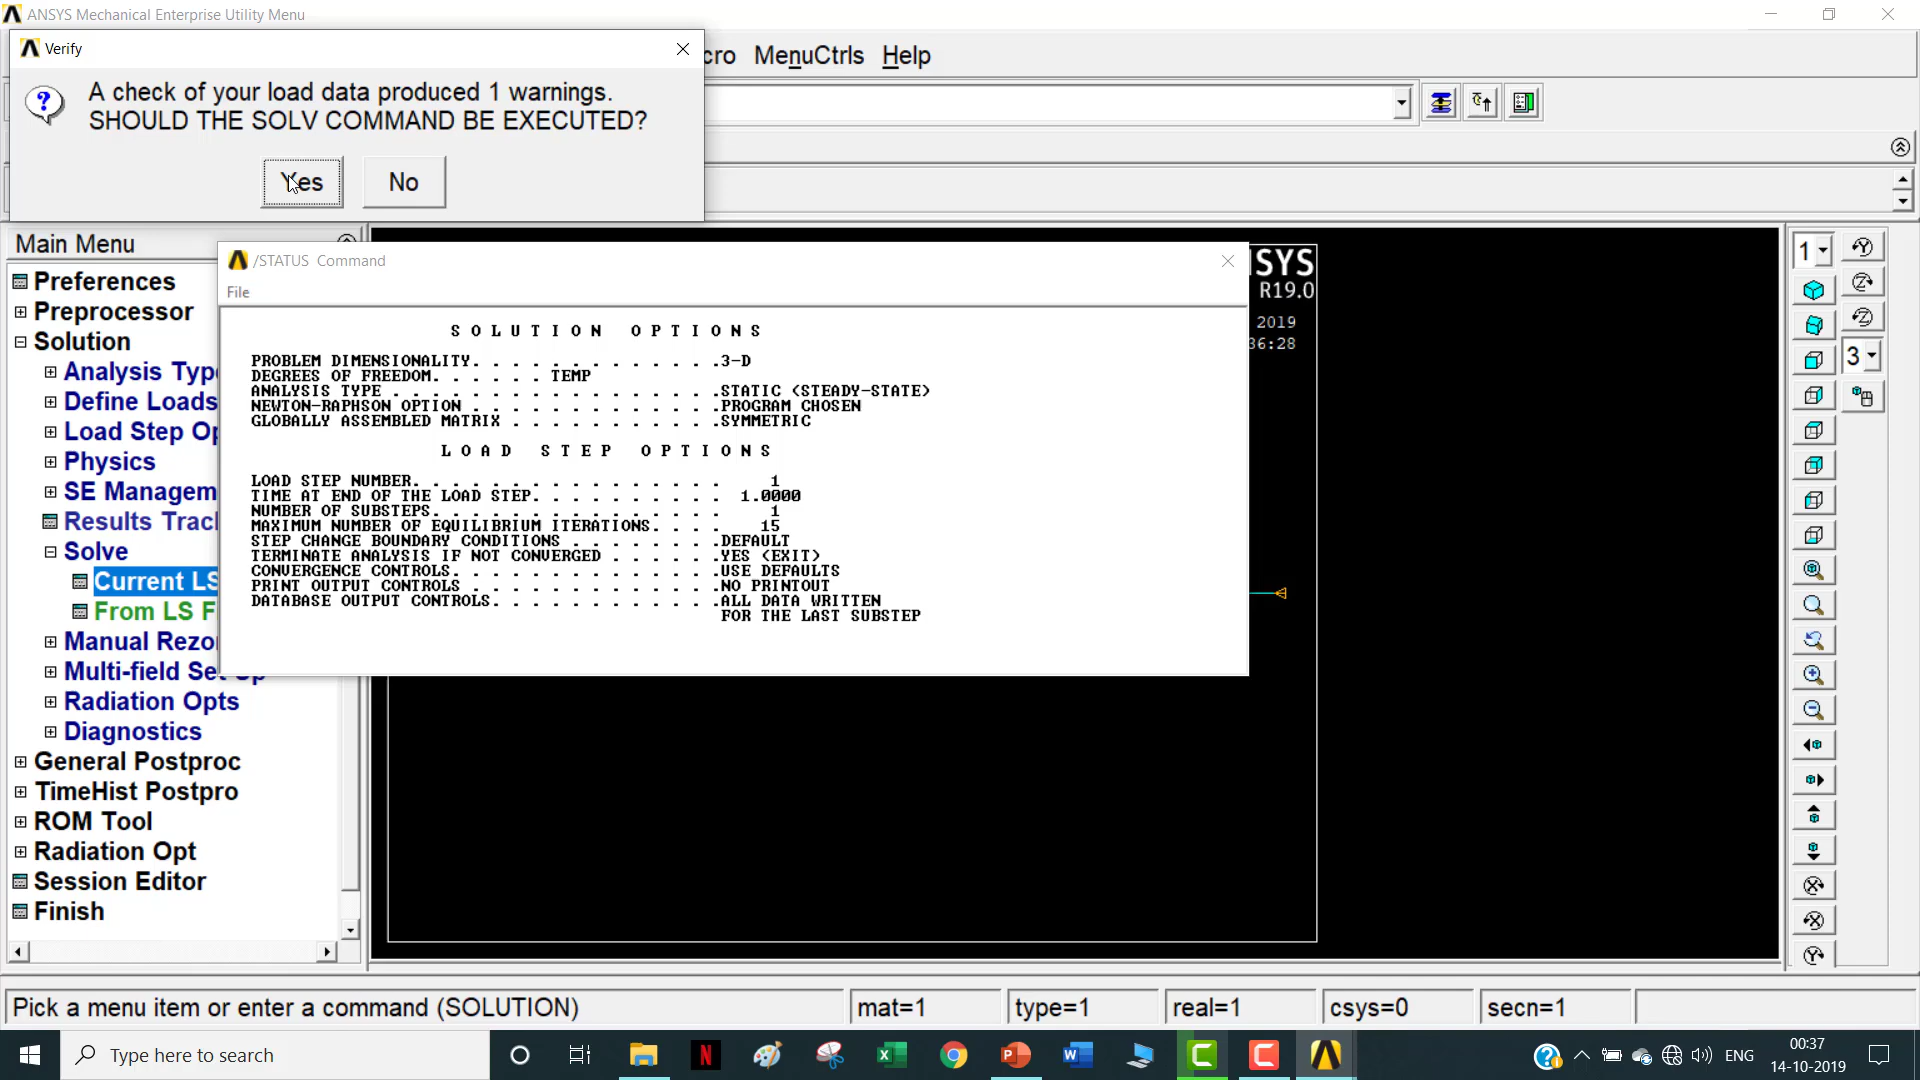 ANSYS Mechanical Enterprise Utility Menu
Verify
A check of your load data produced 1 warnings.
SHOULD THE SOLV COMMAND BE EXECUTED?
Yes
No
cro MenuCtrls Help
Main Menu
Preferences
Preprocessor
Solution
Analysis Typ
Define Loads
Load Step Op
Physics
SE Managem
Results Trac
Solve
Current LS
From LS F
Manual Rezo
Multi-field Set Up
Radiation Opts
Diagnostics
General Postproc
TimeHist Postpro
ROM Tool
Radiation Opt
Session Editor
Finish
/STATUS Command
File
S O L U T I O N O P T I O N S
PROBLEM DIMENSIONALITY. . . . . . . . . . . . .3-D
DEGREES OF FREEDOM. . . . . . TEMP
ANALYSIS TYPE . . . . . . . . . . . . . . . . .STATIC (STEADY-STATE)
NEWTON-RAPHSON OPTION . . . . . . . . . . . . .PROGRAM CHOSEN
GLOBALLY ASSEMBLED MATRIX . . . . . . . . . . .SYMMETRIC
L O A D S T E P O P T I O N S
LOAD STEP NUMBER. . . . . . . . . . . . . . . . 1
TIME AT END OF THE LOAD STEP. . . . . . . . . . 1.0000
NUMBER OF SUBSTEPS. . . . . . . . . . . . . . . 1
MAXIMUM NUMBER OF EQUILIBRIUM ITERATIONS. . . . 15
STEP CHANGE BOUNDARY CONDITIONS . . . . . . . .DEFAULT
TERMINATE ANALYSIS IF NOT CONVERGED . . . . . .YES (EXIT)
CONVERGENCE CONTROLS. . . . . . . . . . . . . .USE DEFAULTS
PRINT OUTPUT CONTROLS . . . . . . . . . . . . .NO PRINTOUT
DATABASE OUTPUT CONTROLS. . . . . . . . . . . .ALL DATA WRITTEN
FOR THE LAST SUBSTEP
NSYS
R19.0
2019
36:28
1
3
Pick a menu item or enter a command (SOLUTION)
mat=1
type=1
real=1
csys=0
secn=1
Type here to search
ENG
00:37
14-10-2019